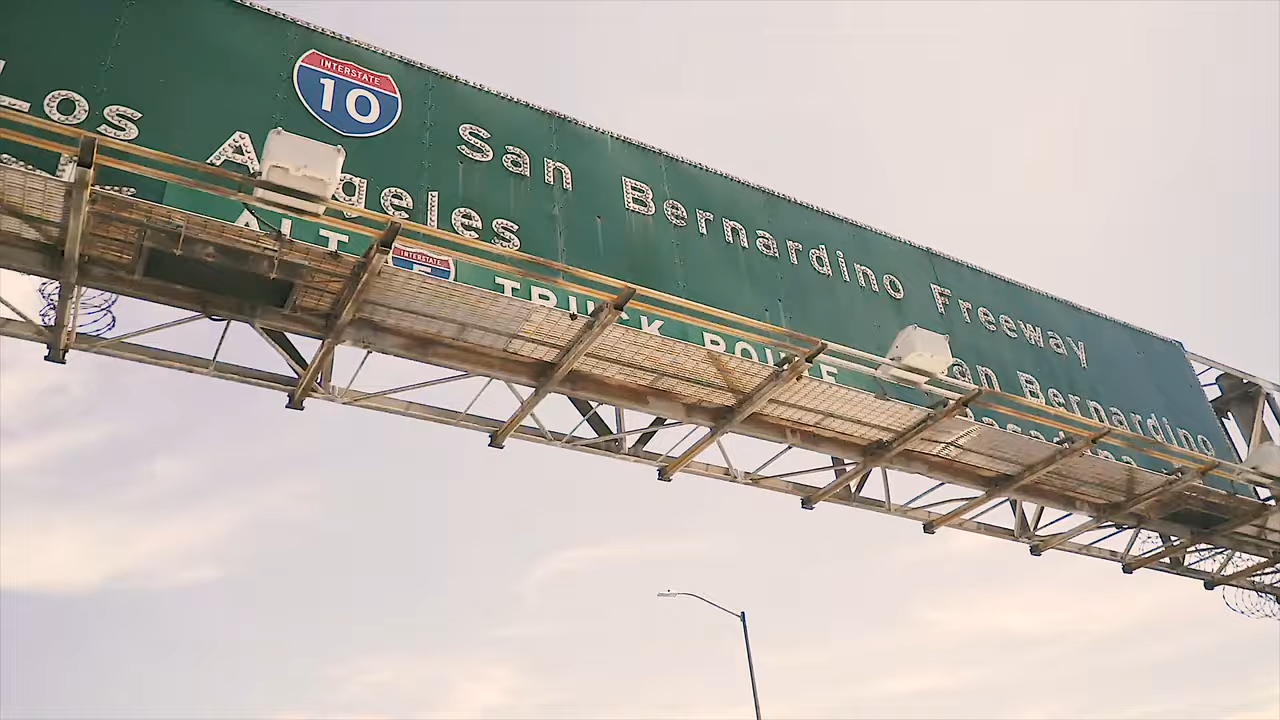 INTERSTATE
10
San Bernardino Freeway
Los Angeles
San Bernardino
ALT
INTERSTATE
TRUCK ROUTE